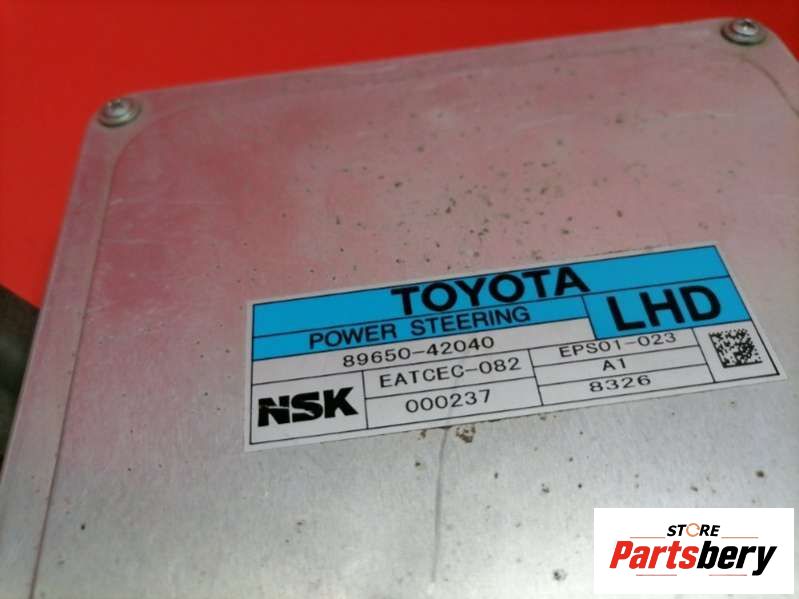 TOYOTA
POWER STEERING
LHD
89650-42040
NSK
EATCEC-082
EPS01-023
000237
A1
8326
STORE
Partsbery